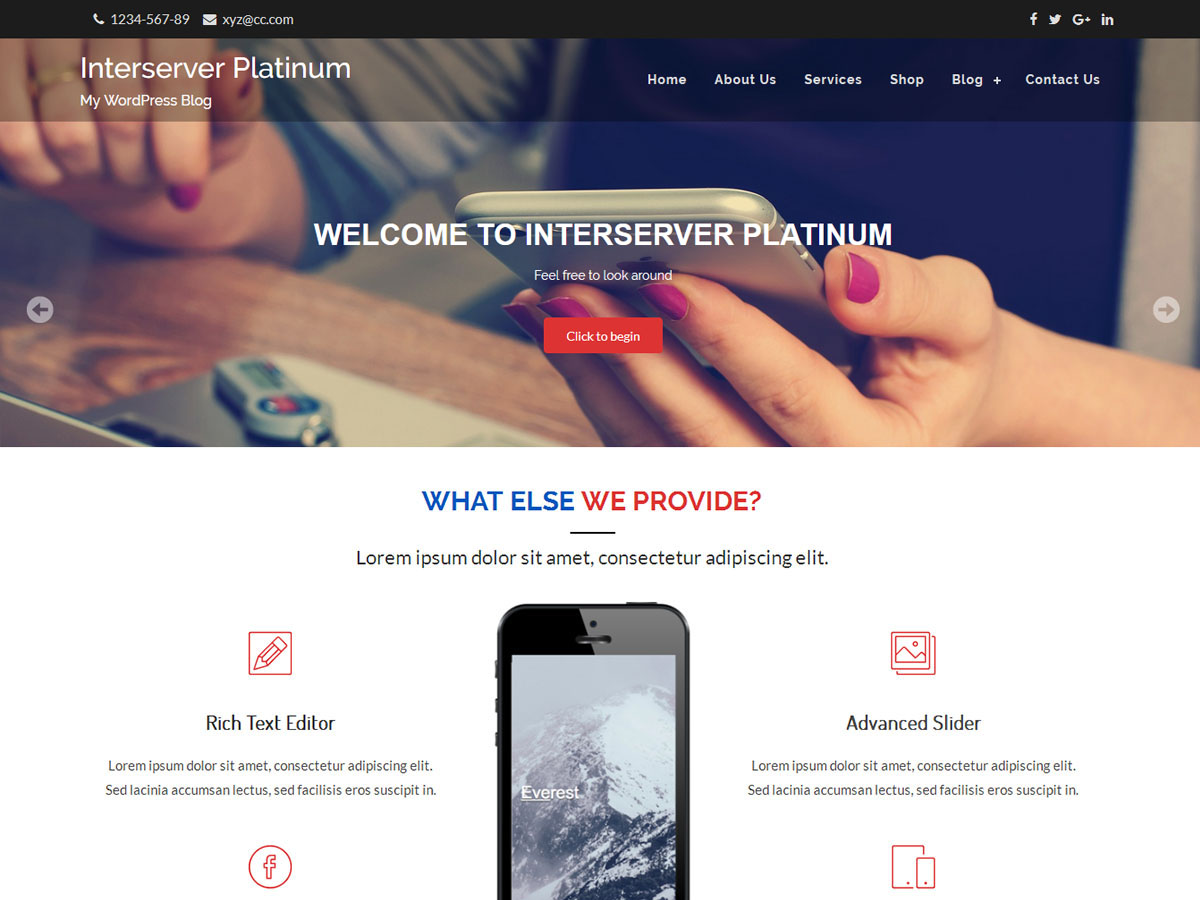 1234-567-89 xyz@cc.com
Interserver Platinum
My WordPress Blog
Home About Us Services Shop Blog + Contact Us
WELCOME TO INTERSERVER PLATINUM
Feel free to look around
Click to begin
WHAT ELSE WE PROVIDE?
Lorem ipsum dolor sit amet, consectetur adipiscing elit.
Rich Text Editor
Lorem ipsum dolor sit amet, consectetur adipiscing elit.
Sed lacinia accumsan lectus, sed facilisis eros suscipit in.
Everest
Advanced Slider
Lorem ipsum dolor sit amet, consectetur adipiscing elit.
Sed lacinia accumsan lectus, sed facilisis eros suscipit in.